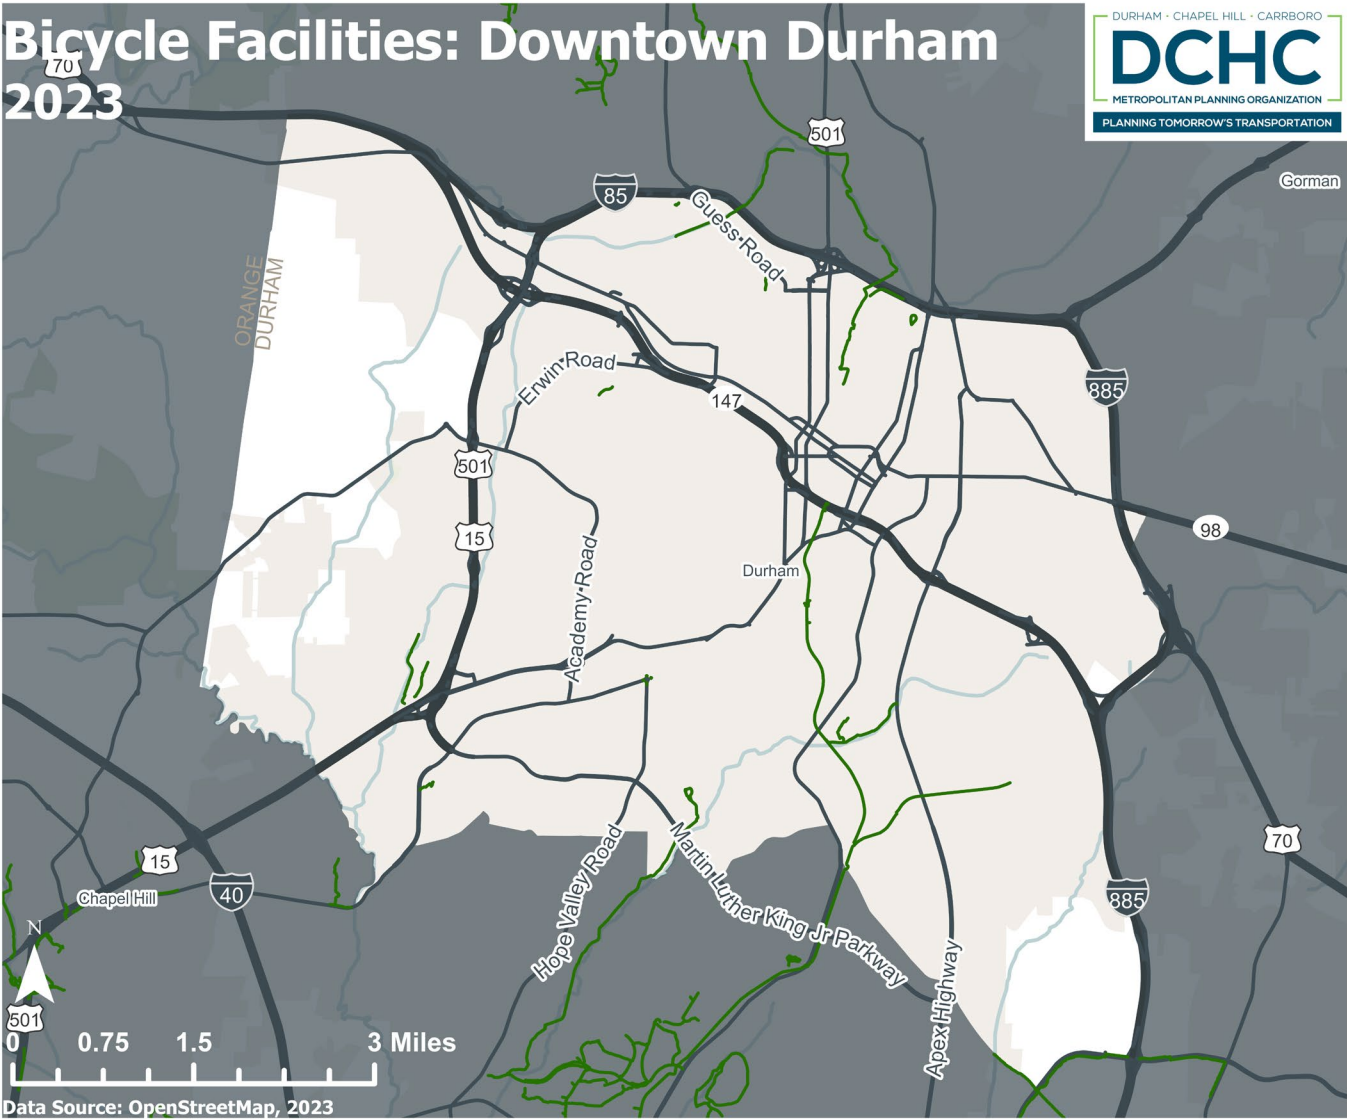 Bicycle Facilities: Downtown Durham
2023
DURHAM · CHAPEL HILL · CARRBORO
DCHC
METROPOLITAN PLANNING ORGANIZATION
PLANNING TOMORROW'S TRANSPORTATION
70
501
Gorman
85
Guess Road
ORANGE
DURHAM
Erwin Road
147
885
501
15
98
Academy Road
Durham
15
Chapel Hill
40
Hope Valley Road
Martin Luther King Jr Parkway
Apex Highway
70
885
N
501
0 0.75 1.5 3 Miles
Data Source: OpenStreetMap, 2023